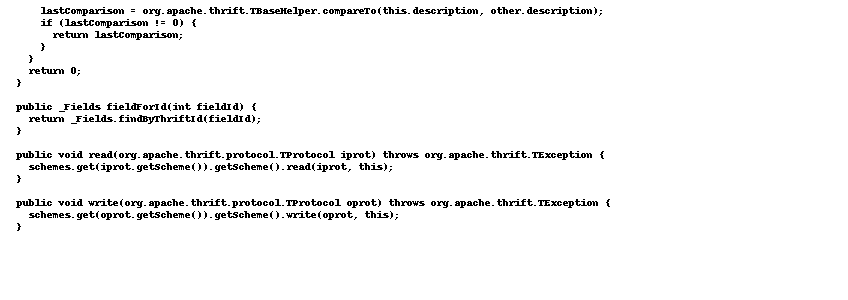 lastComparison = org.apache.thrift.TBaseHelper.compareTo(this.description, other.description);
if (lastComparison != 0) {
return lastComparison;
}
}
return 0;
}
public _Fields fieldForId(int fieldId) {
return _Fields.findByThriftId(fieldId);
}
public void read(org.apache.thrift.protocol.TProtocol iprot) throws org.apache.thrift.TException {
schemes.get(iprot.getScheme()).getScheme().read(iprot, this);
}
public void write(org.apache.thrift.protocol.TProtocol oprot) throws org.apache.thrift.TException {
schemes.get(oprot.getScheme()).getScheme().write(oprot, this);
}